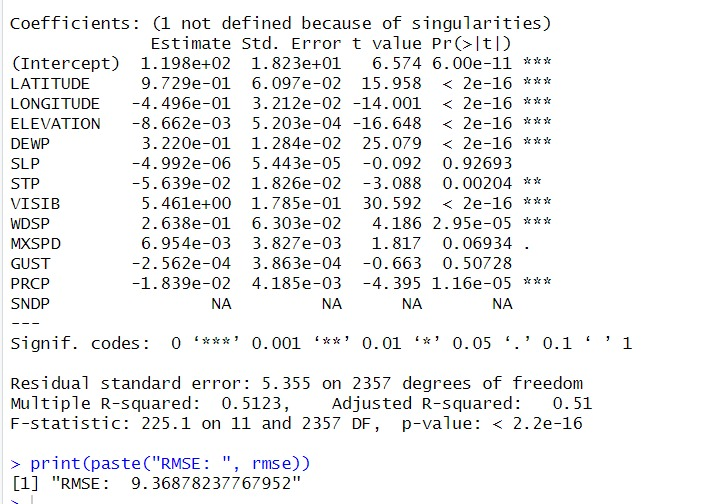 Coefficients: (1 not defined because of singularities)
Estimate Std. Error t value Pr(>|t|)
(Intercept) 1.198e+02 1.823e+01 6.574 6.00e-11 ***
LATITUDE 9.729e-01 6.097e-02 15.958 < 2e-16 ***
LONGITUDE -4.496e-01 3.212e-02 -14.001 < 2e-16 ***
ELEVATION -8.662e-03 5.203e-04 -16.648 < 2e-16 ***
DEWP 3.220e-01 1.284e-02 25.079 < 2e-16 ***
SLP -4.992e-06 5.443e-05 -0.092 0.92693
STP -5.639e-02 1.826e-02 -3.088 0.00204 **
VISIB 5.461e+00 1.785e-01 30.592 < 2e-16 ***
WDSP 2.638e-01 6.303e-02 4.186 2.95e-05 ***
MXSPD 6.954e-03 3.827e-03 1.817 0.06934 .
GUST -2.562e-04 3.863e-04 -0.663 0.50728
PRCP -1.839e-02 4.185e-03 -4.395 1.16e-05 ***
SNDP NA NA NA NA
---
Signif. codes: 0 ‘***’ 0.001 ‘**’ 0.01 ‘*’ 0.05 ‘.’ 0.1 ‘ ’ 1
Residual standard error: 5.355 on 2357 degrees of freedom
Multiple R-squared: 0.5123, Adjusted R-squared: 0.51
F-statistic: 225.1 on 11 and 2357 DF, p-value: < 2.2e-16
> print(paste("RMSE: ", rmse))
[1] "RMSE: 9.36878237767952"
>